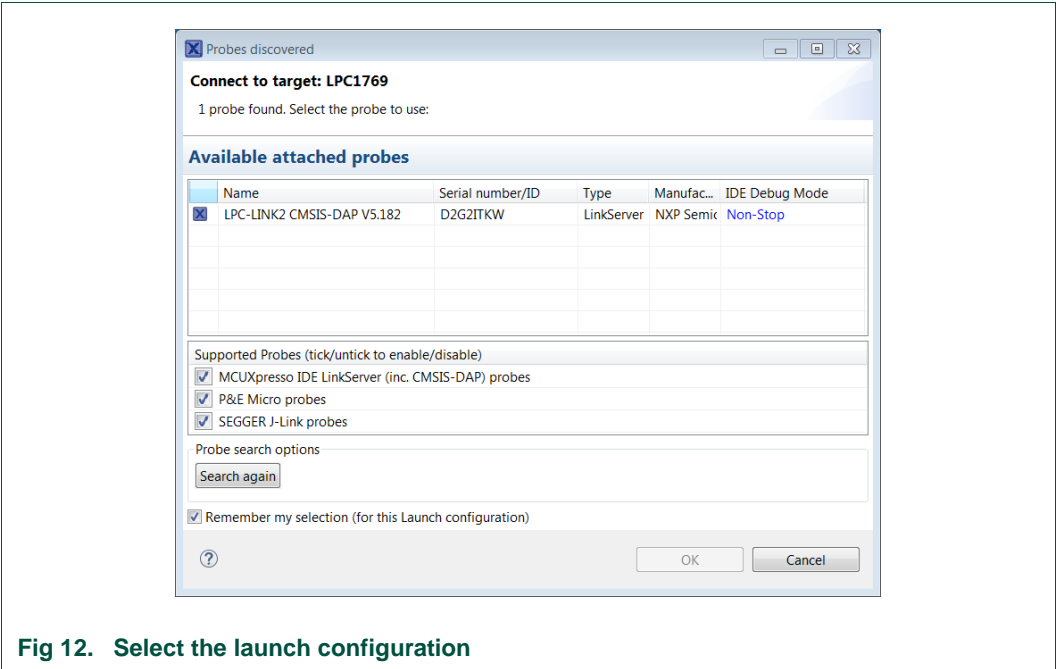 Probes discovered
Connect to target: LPC1769
1 probe found. Select the probe to use:
Available attached probes
Name Serial number/ID Type Manufac... IDE Debug Mode
LPC-LINK2 CMSIS-DAP V5.182 D2G2ITKW LinkServer NXP Semic Non-Stop
Supported Probes (tick/untick to enable/disable)
MCUXpresso IDE LinkServer (inc. CMSIS-DAP) probes
P&E Micro probes
SEGGER J-Link probes
Probe search options
Search again
Remember my selection (for this Launch configuration)
OK Cancel
Fig 12. Select the launch configuration